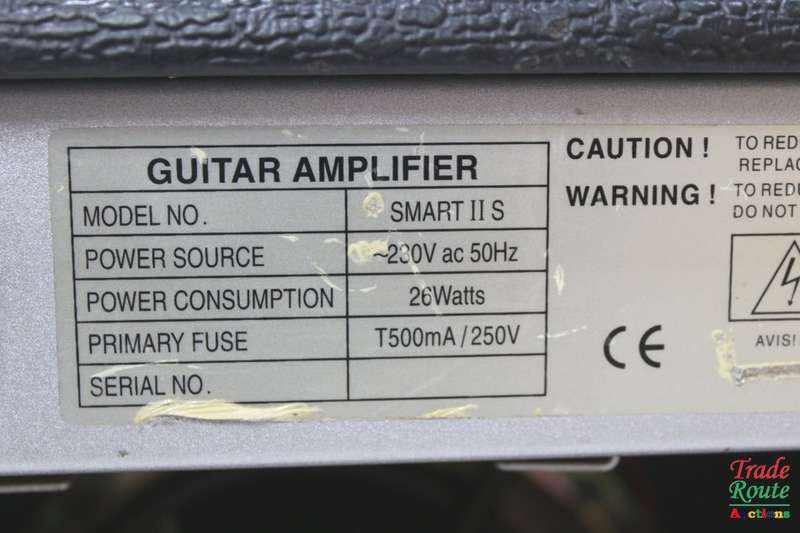 GUITAR AMPLIFIER
MODEL NO. SMART II S
POWER SOURCE ~230V ac 50Hz
POWER CONSUMPTION 26Watts
PRIMARY FUSE T500mA/250V
SERIAL NO.
CAUTION ! TO RED
REPLAC
WARNING ! TO REDU
DO NOT
CE
AVIS!
Trade
Route
Auctions